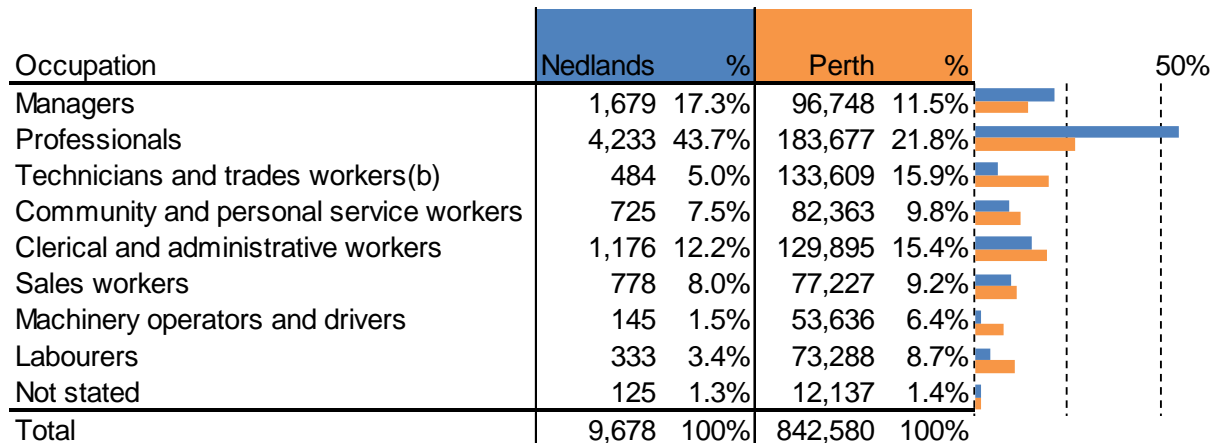 Occupation Nedlands % Perth % 50%
Managers 1,679 17.3% 96,748 11.5%
Professionals 4,233 43.7% 183,677 21.8%
Technicians and trades workers(b) 484 5.0% 133,609 15.9%
Community and personal service workers 725 7.5% 82,363 9.8%
Clerical and administrative workers 1,176 12.2% 129,895 15.4%
Sales workers 778 8.0% 77,227 9.2%
Machinery operators and drivers 145 1.5% 53,636 6.4%
Labourers 333 3.4% 73,288 8.7%
Not stated 125 1.3% 12,137 1.4%
Total 9,678 100% 842,580 100%